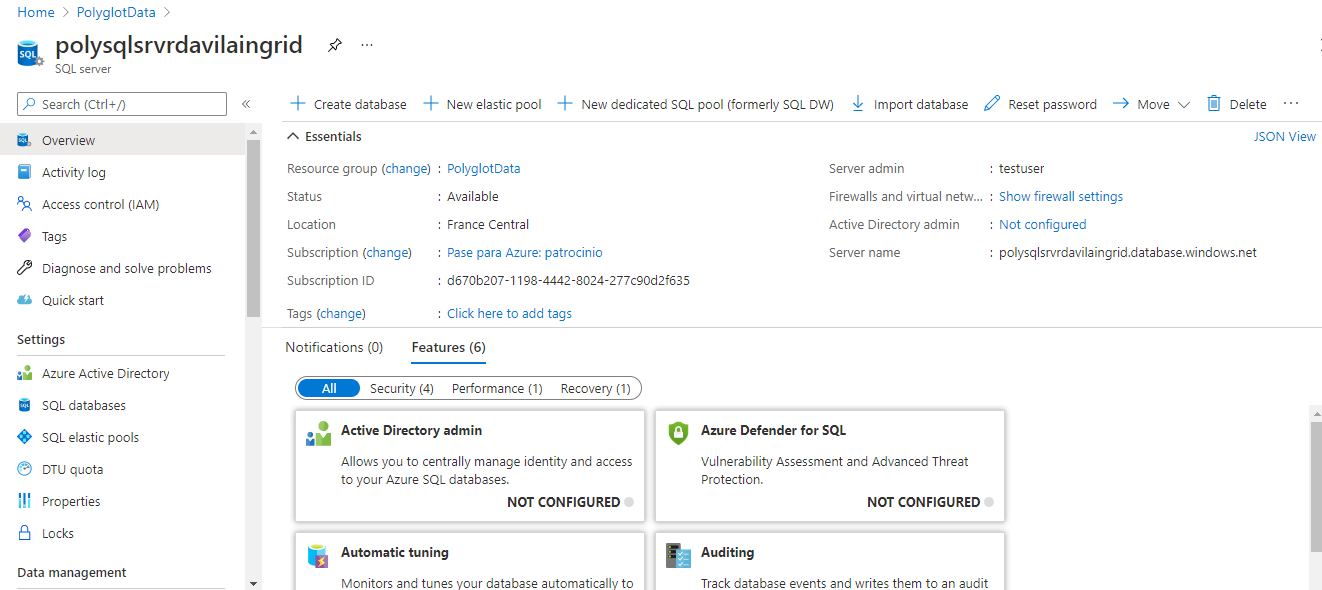 Home > PolyglotData >
SQL
polysqlsrvrdavilaingrid ...
SQL server
Search (Ctrl+/) «
Overview
Activity log
Access control (IAM)
Tags
Diagnose and solve problems
Quick start
Settings
Azure Active Directory
SQL databases
SQL elastic pools
DTU quota
Properties
Locks
Data management
+ Create database + New elastic pool + New dedicated SQL pool (formerly SQL DW) Import database Reset password Move Delete ...
Essentials JSON View
Resource group (change) : PolyglotData
Status : Available
Location : France Central
Subscription (change) : Pase para Azure: patrocinio
Subscription ID : d670b207-1198-4442-8024-277c90d2f635
Tags (change) : Click here to add tags
Server admin : testuser
Firewalls and virtual netw... : Show firewall settings
Active Directory admin : Not configured
Server name : polysqlsrvrdavilaingrid.database.windows.net
Notifications (0) Features (6)
All Security (4) Performance (1) Recovery (1)
Active Directory admin
Allows you to centrally manage identity and access
to your Azure SQL databases.
NOT CONFIGURED
Azure Defender for SQL
Vulnerability Assessment and Advanced Threat
Protection.
NOT CONFIGURED
Automatic tuning
Monitors and tunes your database automatically to
Auditing
Track database events and writes them to an audit